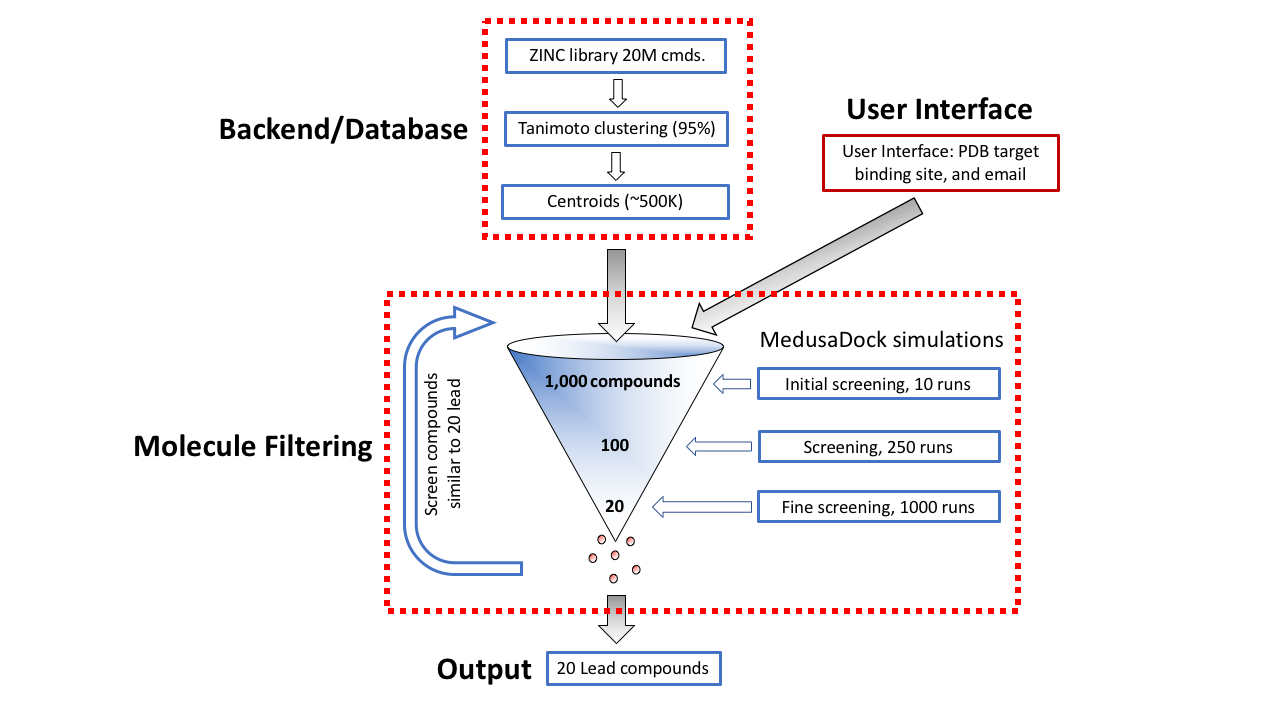 ZINC library 20M cmds.
Backend/Database
Tanimoto clustering (95%)
Centroids (~500K)
User Interface
User Interface: PDB target
binding site, and email
MedusaDock simulations
Molecule Filtering
Screen compounds
similar to 20 lead
1,000 compounds
Initial screening, 10 runs
100
Screening, 250 runs
20
Fine screening, 1000 runs
Output
20 Lead compounds